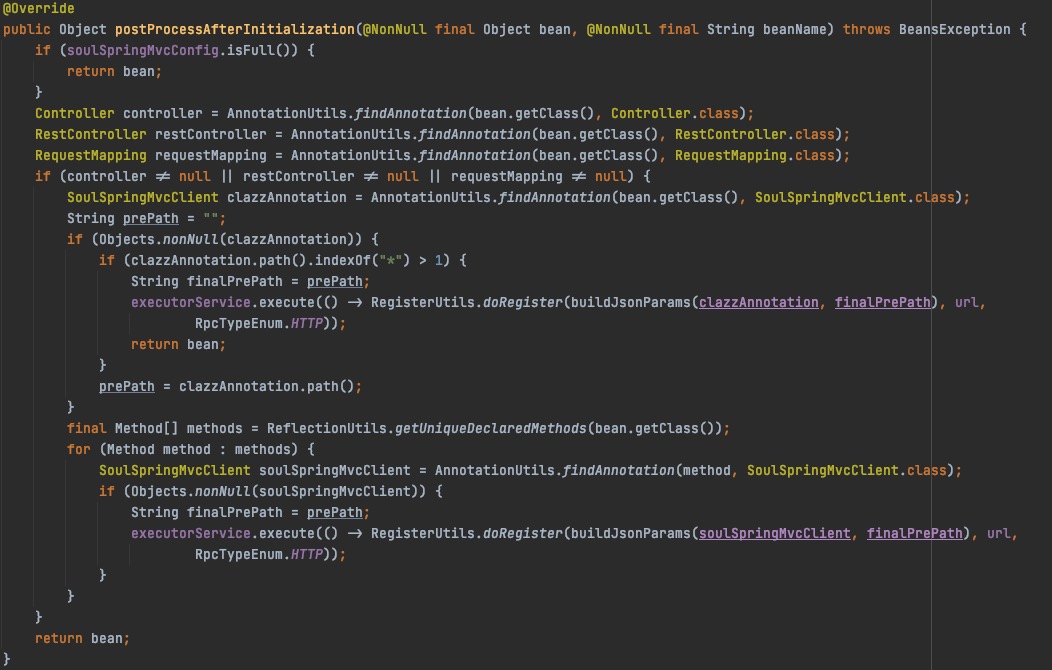 @Override
public Object postProcessAfterInitialization(@NonNull final Object bean, @NonNull final String beanName) throws BeansException {
    if (soulSpringMvcConfig.isFull()) {
        return bean;
    }
    Controller controller = AnnotationUtils.findAnnotation(bean.getClass(), Controller.class);
    RestController restController = AnnotationUtils.findAnnotation(bean.getClass(), RestController.class);
    RequestMapping requestMapping = AnnotationUtils.findAnnotation(bean.getClass(), RequestMapping.class);
    if (controller ≠ null || restController ≠ null || requestMapping ≠ null) {
        SoulSpringMvcClient clazzAnnotation = AnnotationUtils.findAnnotation(bean.getClass(), SoulSpringMvcClient.class);
        String prePath = "";
        if (Objects.nonNull(clazzAnnotation)) {
            if (clazzAnnotation.path().indexOf("*") > 1) {
                String finalPrePath = prePath;
                executorService.execute(() → RegisterUtils.doRegister(buildJsonParams(clazzAnnotation, finalPrePath), url,
                        RpcTypeEnum.HTTP));
                return bean;
            }
            prePath = clazzAnnotation.path();
        }
        final Method[] methods = ReflectionUtils.getUniqueDeclaredMethods(bean.getClass());
        for (Method method : methods) {
            SoulSpringMvcClient soulSpringMvcClient = AnnotationUtils.findAnnotation(method, SoulSpringMvcClient.class);
            if (Objects.nonNull(soulSpringMvcClient)) {
                String finalPrePath = prePath;
                executorService.execute(() → RegisterUtils.doRegister(buildJsonParams(soulSpringMvcClient, finalPrePath), url,
                        RpcTypeEnum.HTTP));
            }
        }
    }
    return bean;
}